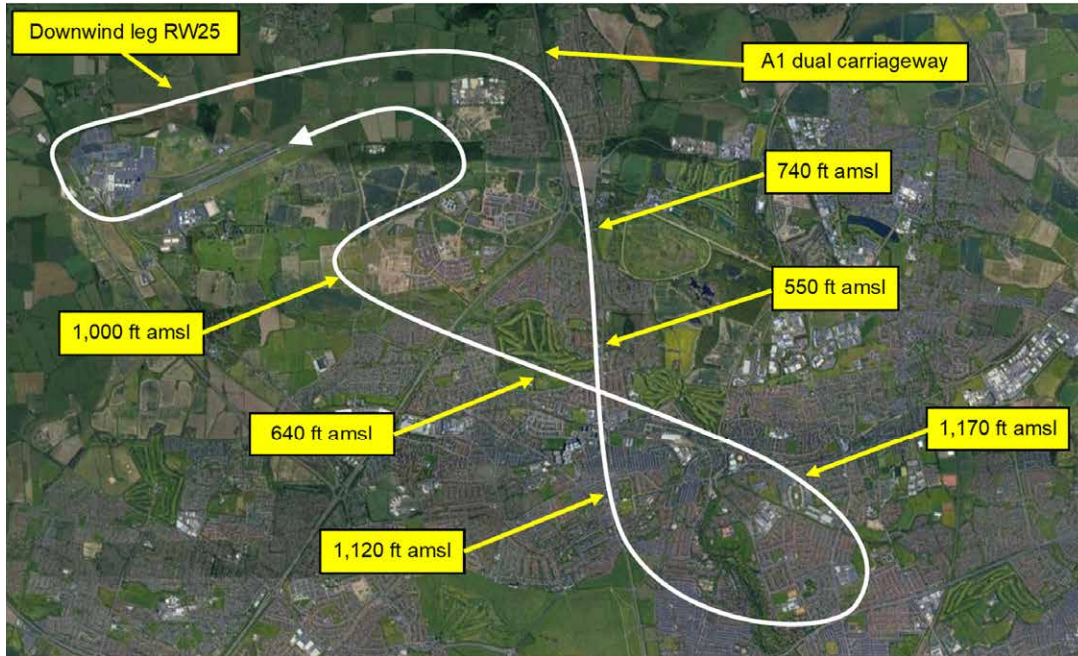 Downwind leg RW25
A1 dual carriageway
740 ft amsl
550 ft amsl
1,000 ft amsl
640 ft amsl
1,170 ft amsl
1,120 ft amsl